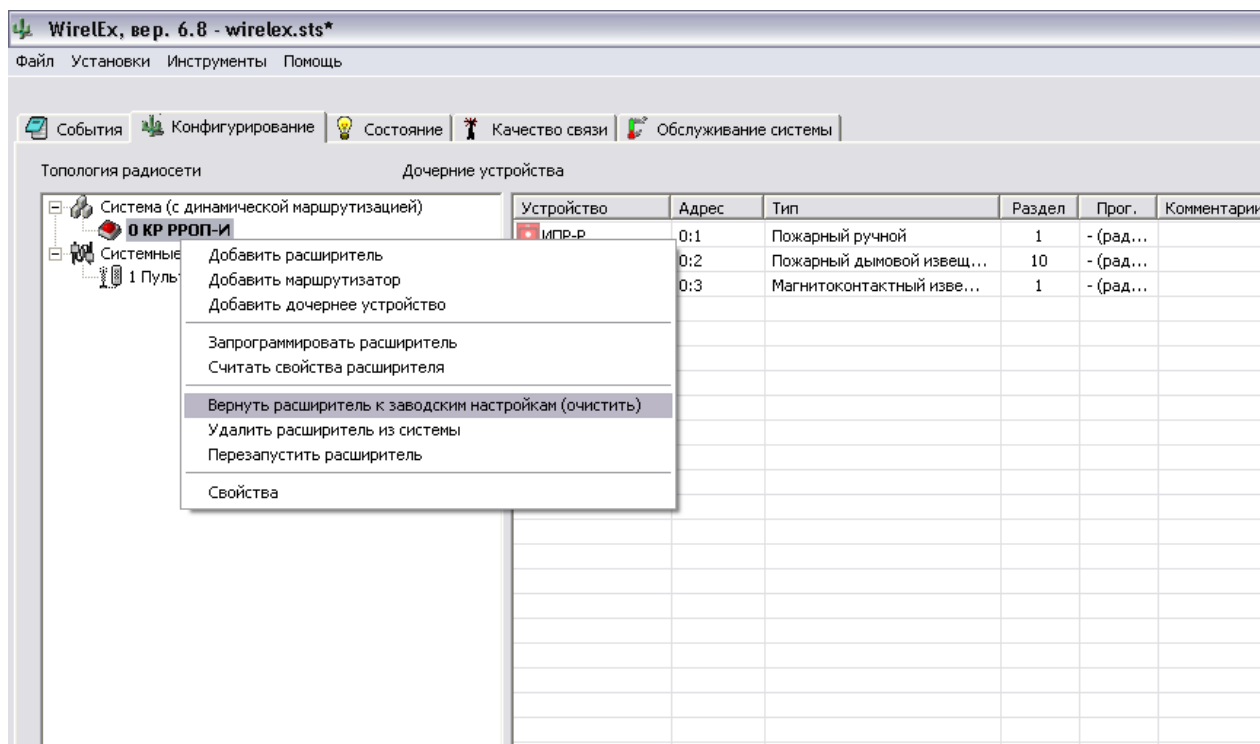 WirelEx, вер. 6.8 - wirelex.sts*
Файл Установки Инструменты Помощь
События Конфигурирование Состояние Качество связи Обслуживание системы
Топология радиосети Дочерние устройства
Система (с динамической маршрутизацией)
0 КР РРОП-И
Системные
1 Пуль
Добавить расширитель
Добавить маршрутизатор
Добавить дочернее устройство
Запрограммировать расширитель
Считать свойства расширителя
Вернуть расширитель к заводским настройкам (очистить)
Удалить расширитель из системы
Перезапустить расширитель
Свойства
Устройство Адрес Тип Раздел Прог. Комментарии
ИПР-Р 0:1 Пожарный ручной 1 - (рад...
0:2 Пожарный дымовой извещ... 10 - (рад...
0:3 Магнитоконтактный изве... 1 - (рад...